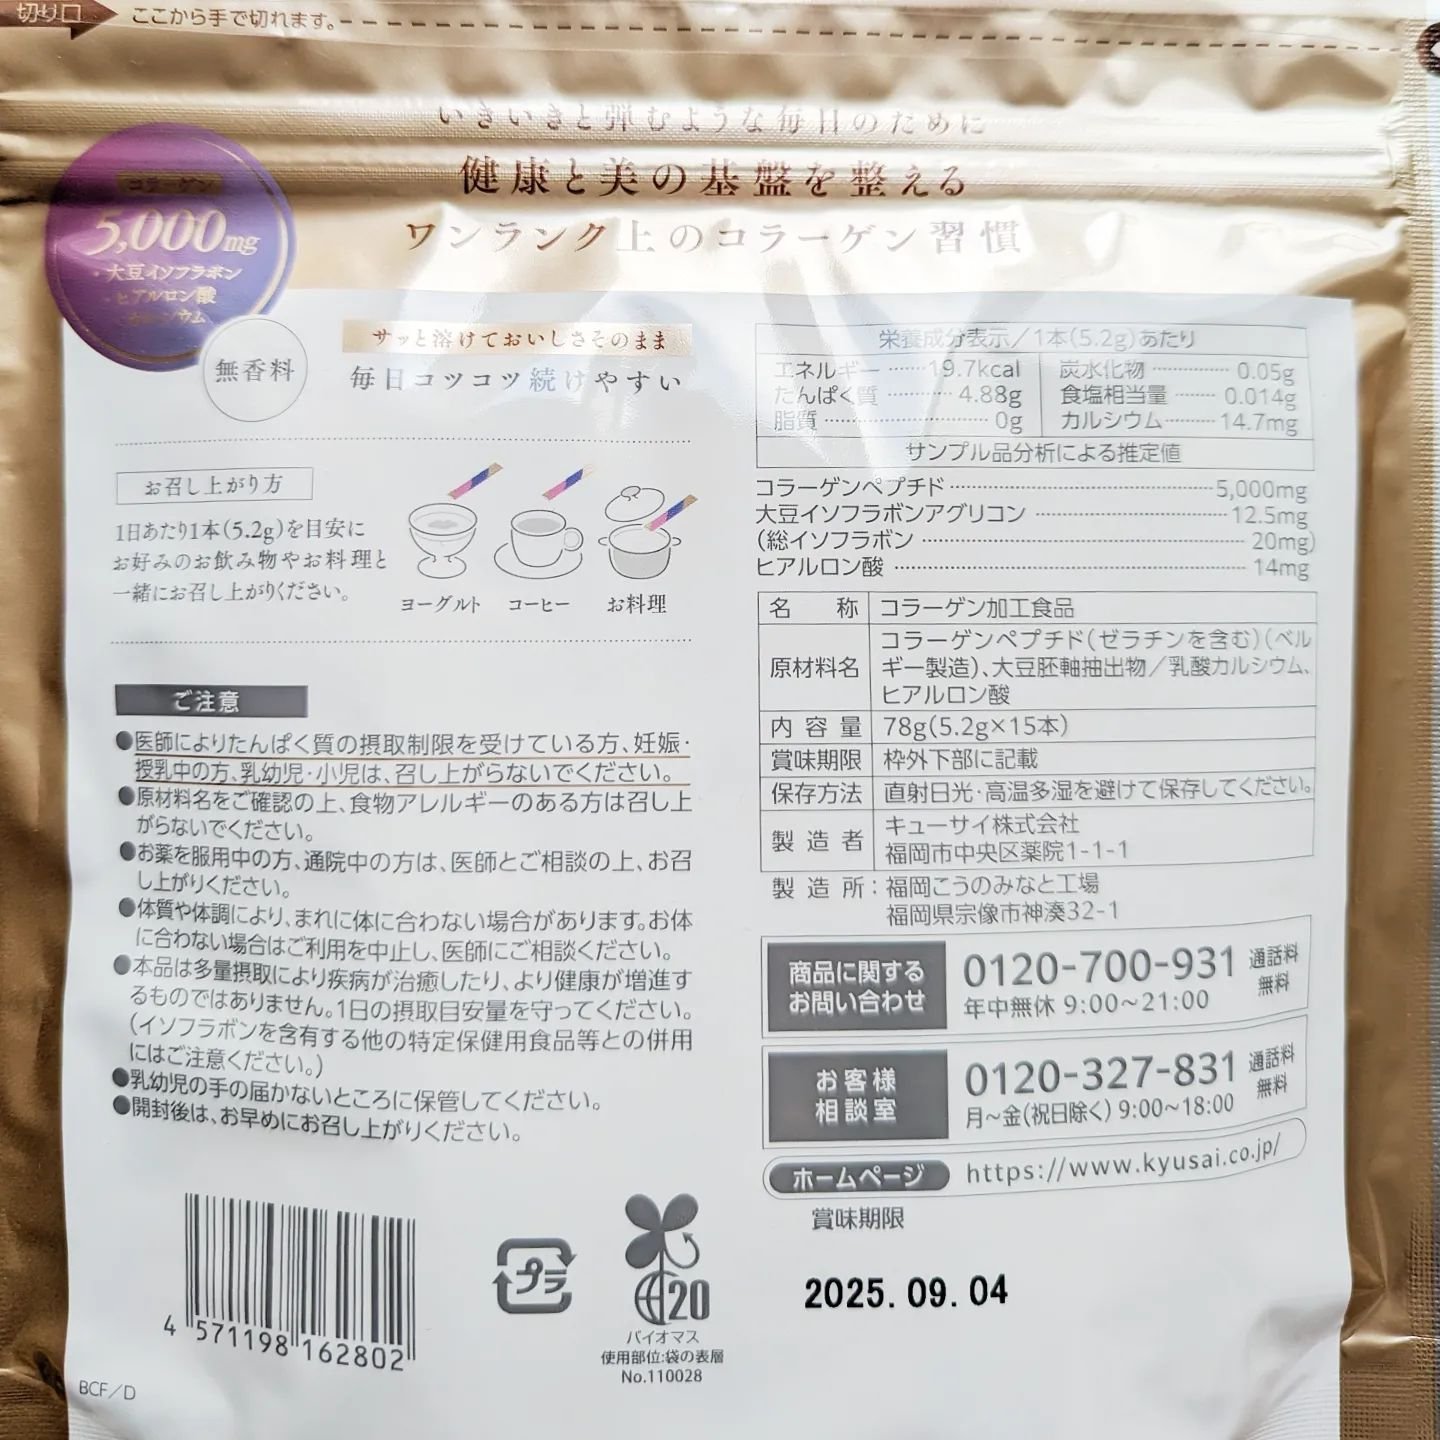 切り口
ここから手で切れます。
いきいきと弾むような毎日のために
健康と美の基盤を整える
ワンランク上のコラーゲン習慣
コラーゲン
5,000mg
・大豆イソフラボン
・ヒアルロン酸
・カルシウム
無香料
サッと溶けておいしさそのまま
毎日コツコツ続けやすい
お召し上がり方
1日あたり1本(5.2g)を目安に
お好みのお飲み物やお料理と
一緒にお召し上がりください。
ヨーグルト コーヒー お料理
ご注意
●医師によりたんぱく質の摂取制限を受けている方、妊娠・
授乳中の方、乳幼児・小児は、召し上がらないでください。
●原材料名をご確認の上、食物アレルギーのある方は召し上
がらないでください。
●お薬を服用中の方、通院中の方は、医師とご相談の上、お召
し上がりください。
●体質や体調により、まれに体に合わない場合があります。お体
に合わない場合はご利用を中止し、医師にご相談ください。
●本品は多量摂取により疾病が治癒したり、より健康が増進す
るものではありません。1日の摂取目安量を守ってください。
(イソフラボンを含有する他の特定保健用食品等との併用
にはご注意ください。)
●乳幼児の手の届かないところに保管してください。
●開封後は、お早めにお召し上がりください。
4 571198 162802
BCF/D
プラ
20
バイオマス
使用部位:袋の表層
No.110028
栄養成分表示/1本(5.2g)あたり
エネルギー……19.7kcal 炭水化物…………0.05g
たんぱく質…………4.88g 食塩相当量……0.014g
脂質…………………0g カルシウム………14.7mg
サンプル品分析による推定値
コラーゲンペプチド…………………………5,000mg
大豆イソフラボンアグリコン……………………12.5mg
(総イソフラボン…………………………………20mg)
ヒアルロン酸……………………………………14mg
名称 コラーゲン加工食品
原材料名 コラーゲンペプチド(ゼラチンを含む)(ベル
ギー製造)、大豆胚軸抽出物/乳酸カルシウム、
ヒアルロン酸
内容量 78g(5.2g×15本)
賞味期限 枠外下部に記載
保存方法 直射日光・高温多湿を避けて保存してください。
製造者 キューサイ株式会社
福岡市中央区薬院1-1-1
製造所:福岡こうのみなと工場
福岡県宗像市神湊32-1
商品に関する
お問い合わせ
0120-700-931 通話料
無料
年中無休 9:00〜21:00
お客様
相談室
0120-327-831 通話料
無料
月〜金(祝日除く) 9:00〜18:00
ホームページ https://www.kyusai.co.jp/
賞味期限
2025.09.04